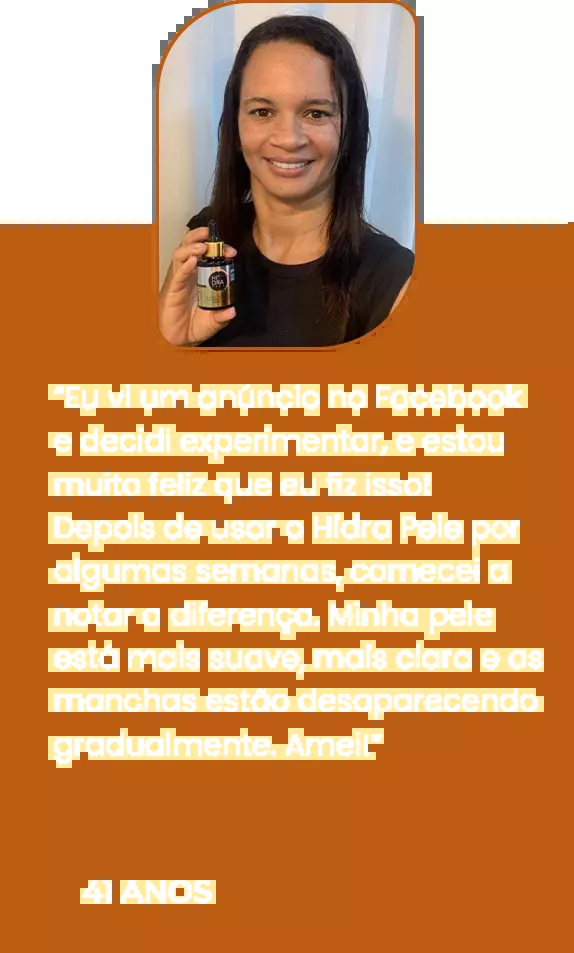 HI
DRA
"Eu vi um anúncio no Facebook
e decidi experimentar, e estou
muito feliz que eu fiz isso!
Depois de usar o Hidra Pele por
algumas semanas, comecei a
notar a diferença. Minha pele
está mais suave, mais clara e as
manchas estão desaparecendo
gradualmente. Amei!"
41 ANOS